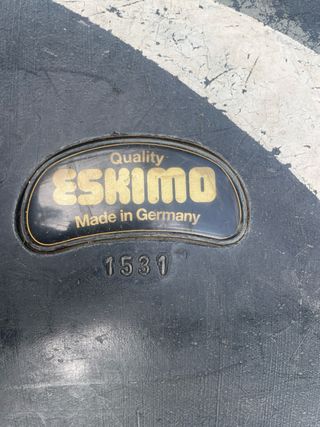 Quality
ESKIMO
Made in Germany
1531